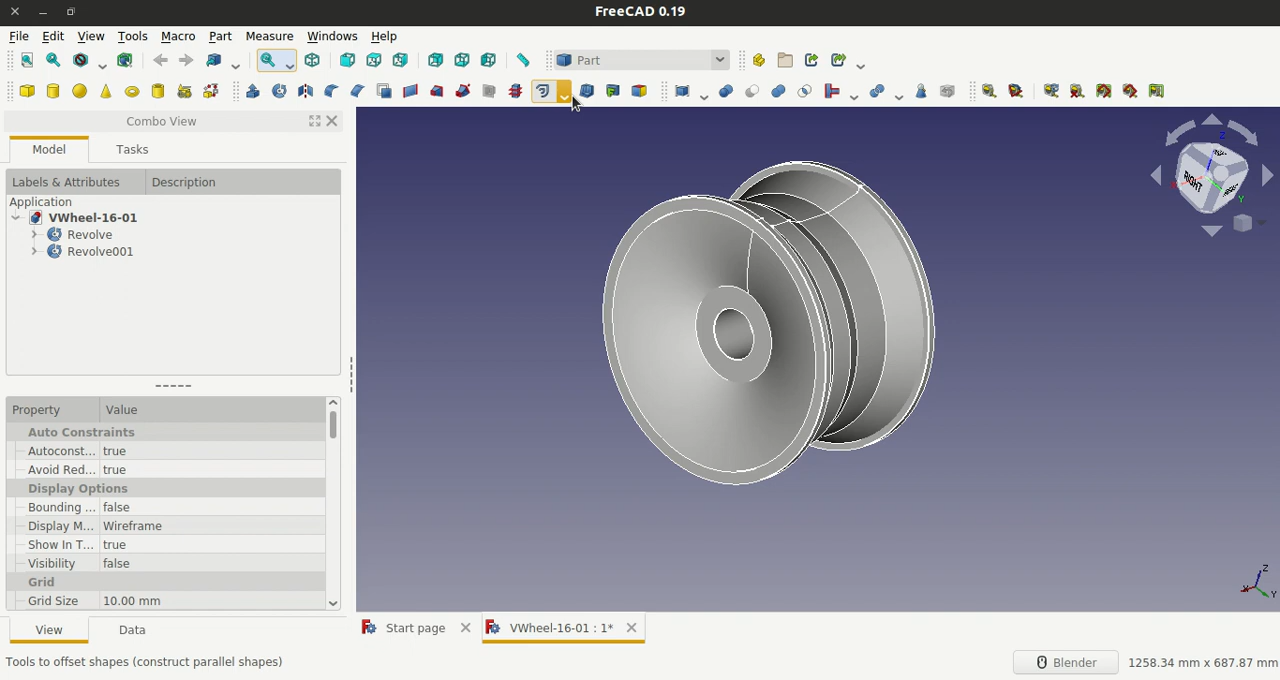 FreeCAD 0.19
File Edit View Tools Macro Part Measure Windows Help
Part
Combo View
Model Tasks
Labels & Attributes Description
Application
VWheel-16-01
Revolve
Revolve001
Property Value
Auto Constraints
Autoconst... true
Avoid Red... true
Display Options
Bounding ... false
Display M... Wireframe
Show In T... true
Visibility false
Grid
Grid Size 10.00 mm
View Data
Start page VWheel-16-01 : 1*
Tools to offset shapes (construct parallel shapes)
Blender 1258.34 mm x 687.87 mm
Z
RIGHT
Y
Z
X
Y